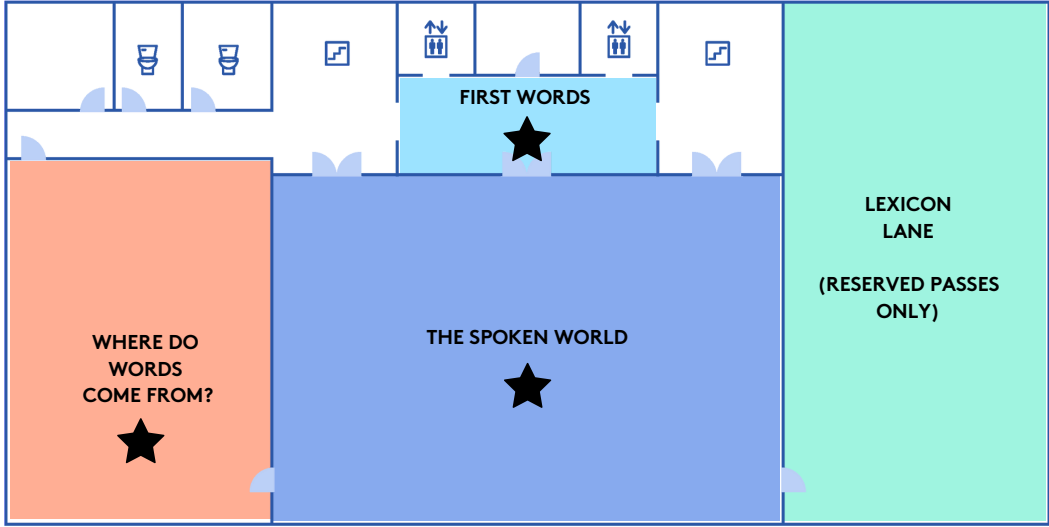 FIRST WORDS
LEXICON
LANE
(RESERVED PASSES
ONLY)
THE SPOKEN WORLD
WHERE DO
WORDS
COME FROM?